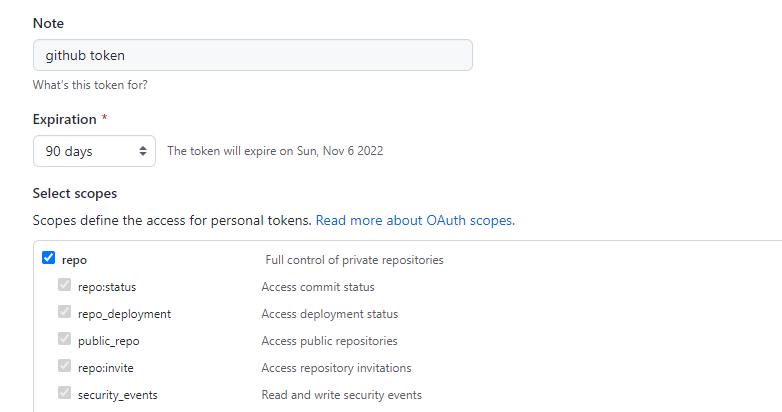 Note
github token
What's this token for?
Expiration *
90 days The token will expire on Sun, Nov 6 2022
Select scopes
Scopes define the access for personal tokens. Read more about OAuth scopes.
repo Full control of private repositories
repo:status Access commit status
repo_deployment Access deployment status
public_repo Access public repositories
repo:invite Access repository invitations
security_events Read and write security events